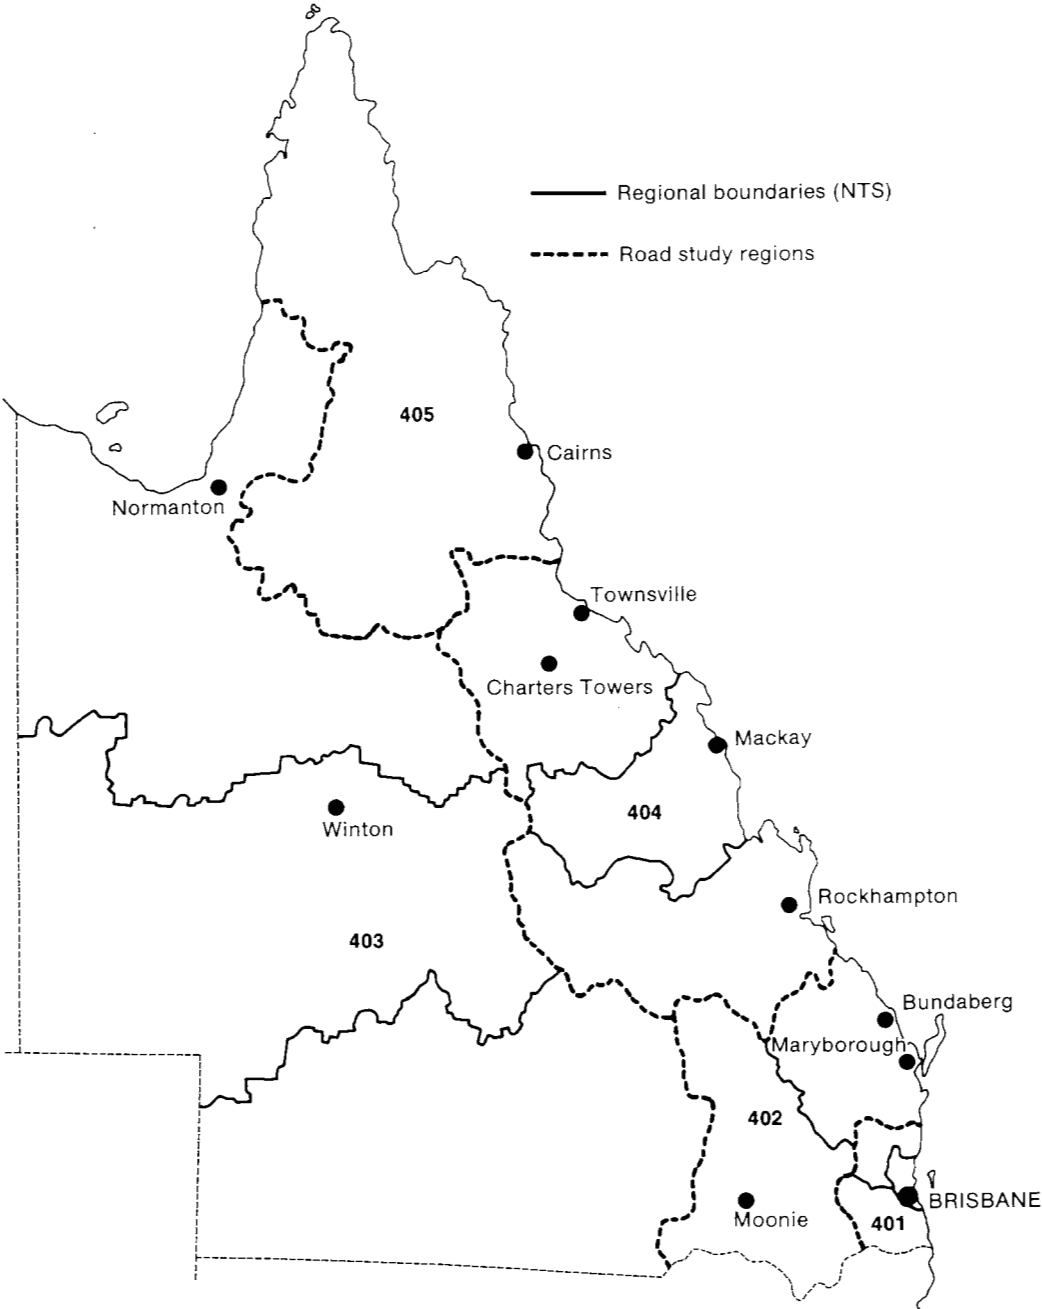 Regional boundaries (NTS)
Road study regions
405
Cairns
Normanton
Townsville
Charters Towers
Mackay
404
Winton
Rockhampton
403
Bundaberg
Maryborough
402
BRISBANE
Moonie
401